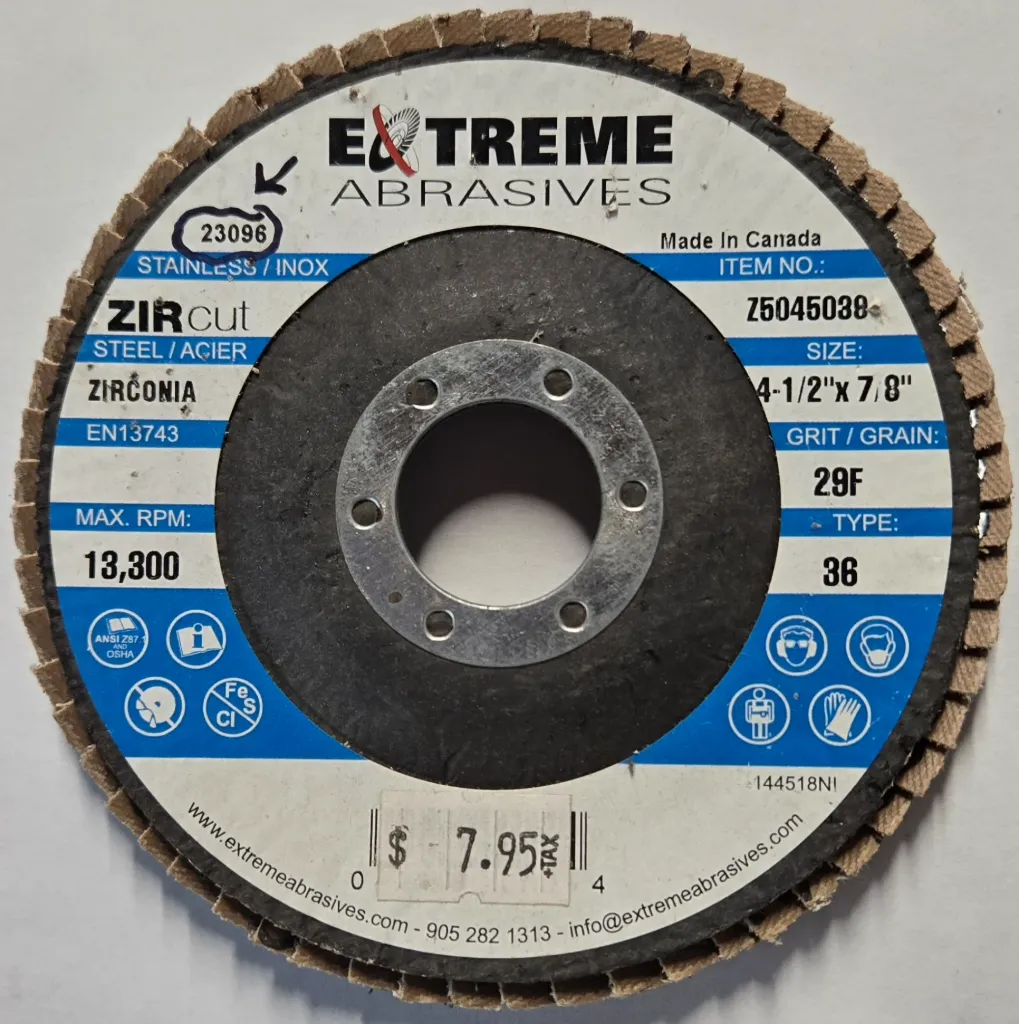 EXTREME
ABRASIVES
23096
Made In Canada
STAINLESS / INOX
ITEM NO.:
ZIRcut
Z5045038
STEEL / ACIER
SIZE:
ZIRCONIA
4-1/2"x 7/8"
EN13743
GRIT / GRAIN:
29F
MAX. RPM:
TYPE:
13,300
36
ANSI Z87.1
AND
OSHA
Fe
S
Cl
144518NI
$ 7.95 +TAX
0 4
www.extremeabrasives.com - 905 282 1313 - info@extremeabrasives.com